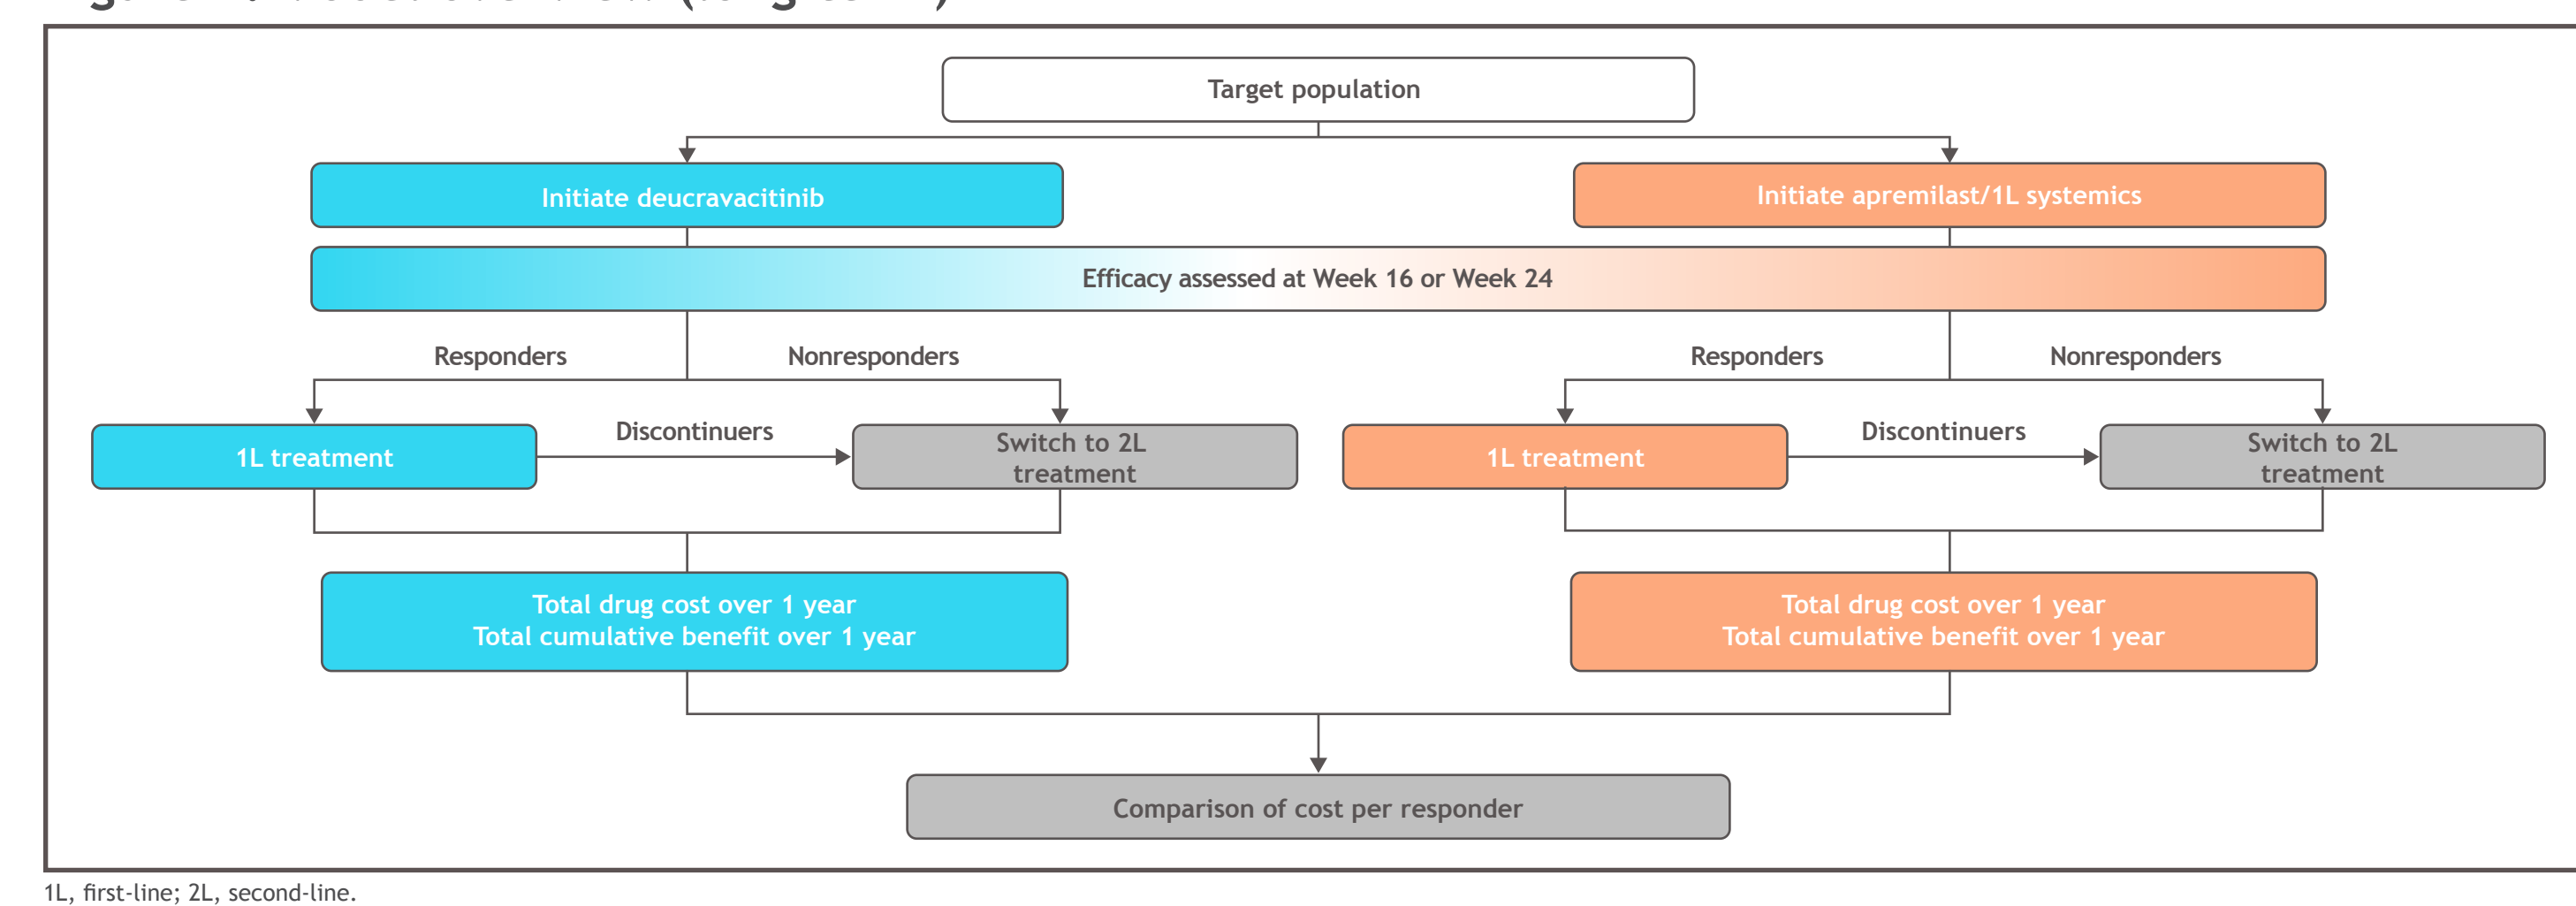 Target population
Initiate deucravacitinib
Initiate apremilast/1L systemics
Efficacy assessed at Week 16 or Week 24
Responders
Nonresponders
Responders
Nonresponders
1L treatment
Discontinuers
Switch to 2L
treatment
1L treatment
Discontinuers
Switch to 2L
treatment
Total drug cost over 1 year
Total cumulative benefit over 1 year
Total drug cost over 1 year
Total cumulative benefit over 1 year
Comparison of cost per responder
1L, first-line; 2L, second-line.